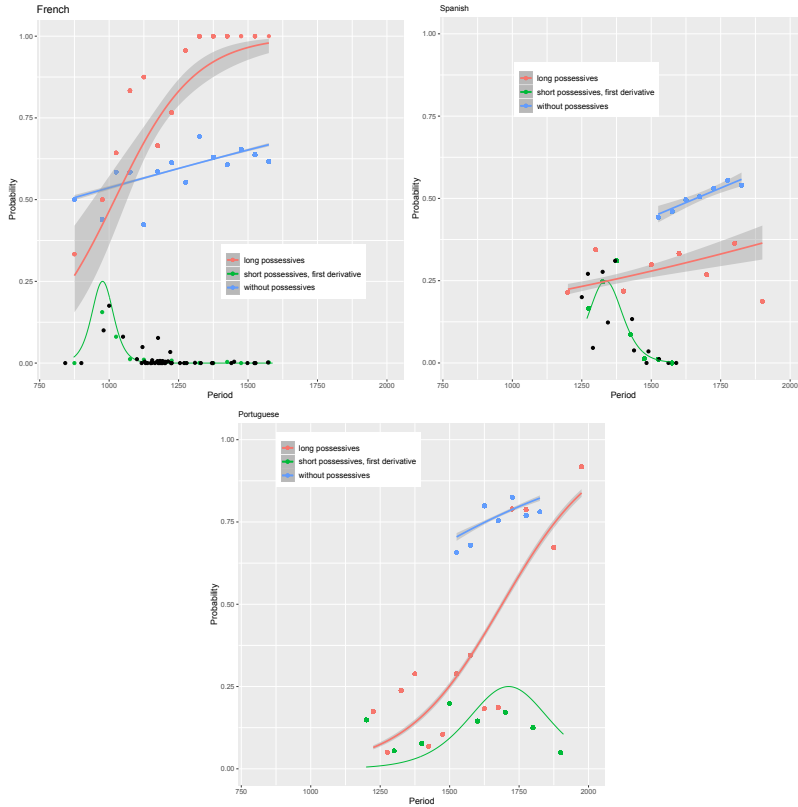 French
1.00
0.75
0.50
0.25
0.00
Probability
long possessives
short possessives, first derivative
without possessives
750 1000 1250 1500 1750 2000
Period
Spanish
1.00
0.75
0.50
0.25
0.00
Probability
long possessives
short possessives, first derivative
without possessives
750 1000 1250 1500 1750 2000
Period
Portuguese
1.00
0.75
0.50
0.25
0.00
Probability
long possessives
short possessives, first derivative
without possessives
750 1000 1250 1500 1750 2000
Period